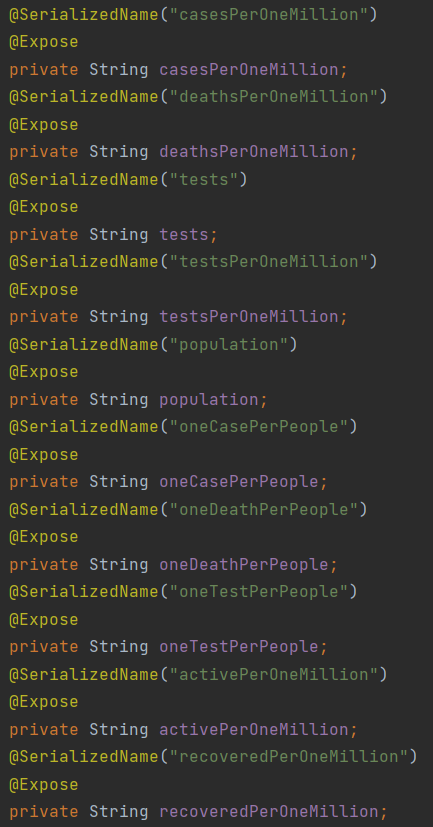 @SerializedName("casesPerOneMillion")
@Expose
private String casesPerOneMillion;
@SerializedName("deathsPerOneMillion")
@Expose
private String deathsPerOneMillion;
@SerializedName("tests")
@Expose
private String tests;
@SerializedName("testsPerOneMillion")
@Expose
private String testsPerOneMillion;
@SerializedName("population")
@Expose
private String population;
@SerializedName("oneCasePerPeople")
@Expose
private String oneCasePerPeople;
@SerializedName("oneDeathPerPeople")
@Expose
private String oneDeathPerPeople;
@SerializedName("oneTestPerPeople")
@Expose
private String oneTestPerPeople;
@SerializedName("activePerOneMillion")
@Expose
private String activePerOneMillion;
@SerializedName("recoveredPerOneMillion")
@Expose
private String recoveredPerOneMillion;